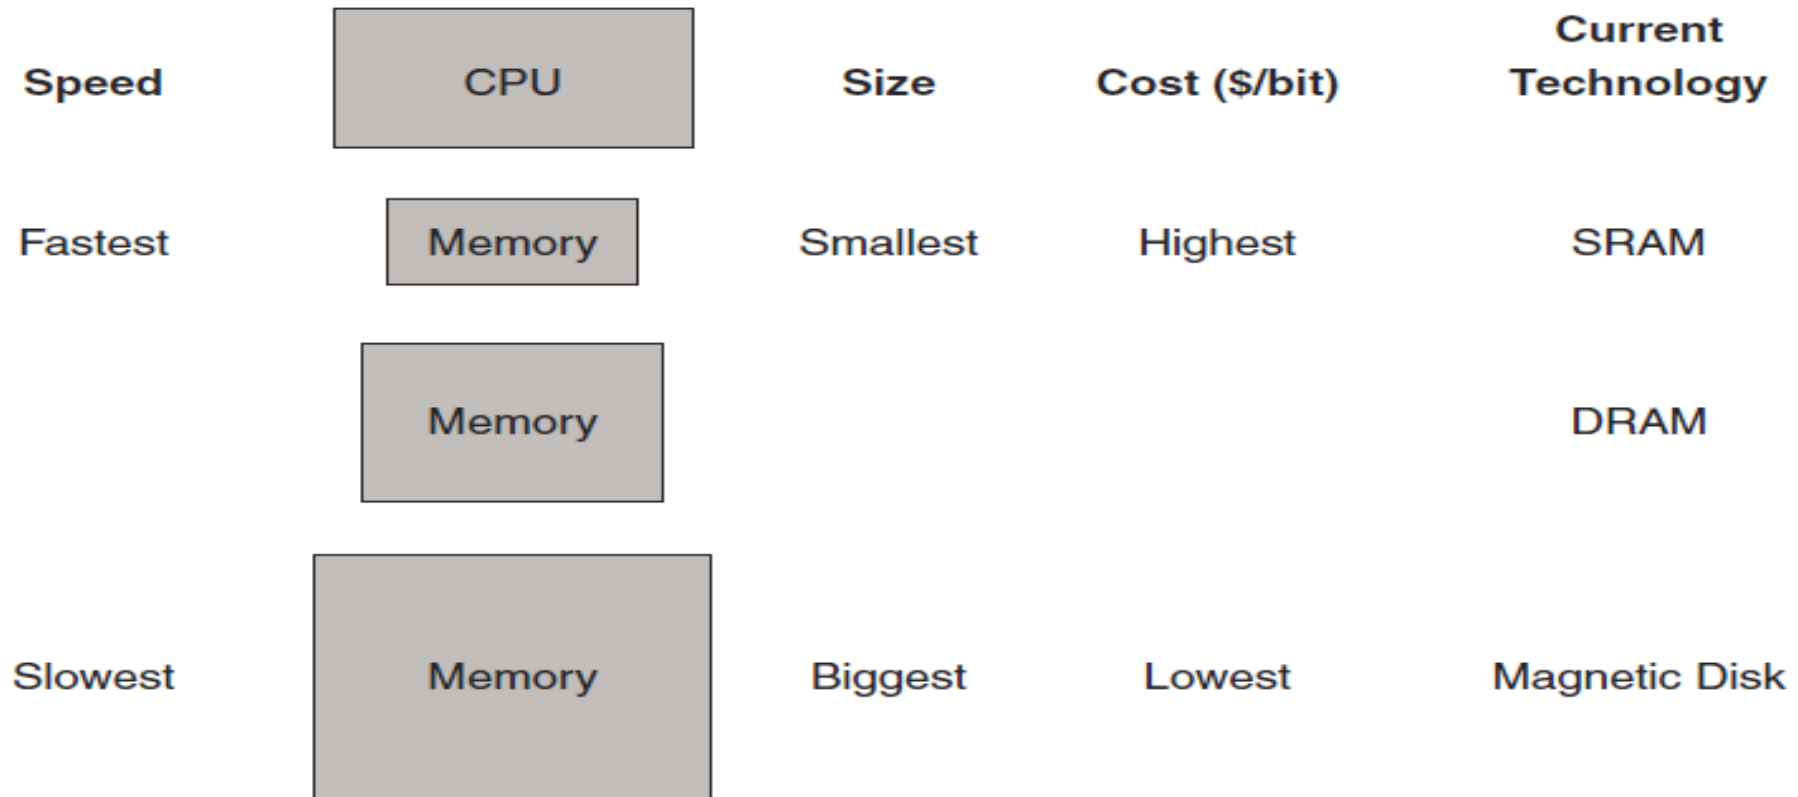 Current
Speed CPU Size Cost ($/bit) Technology
Fastest Memory Smallest Highest SRAM
Memory DRAM
Slowest Memory Biggest Lowest Magnetic Disk